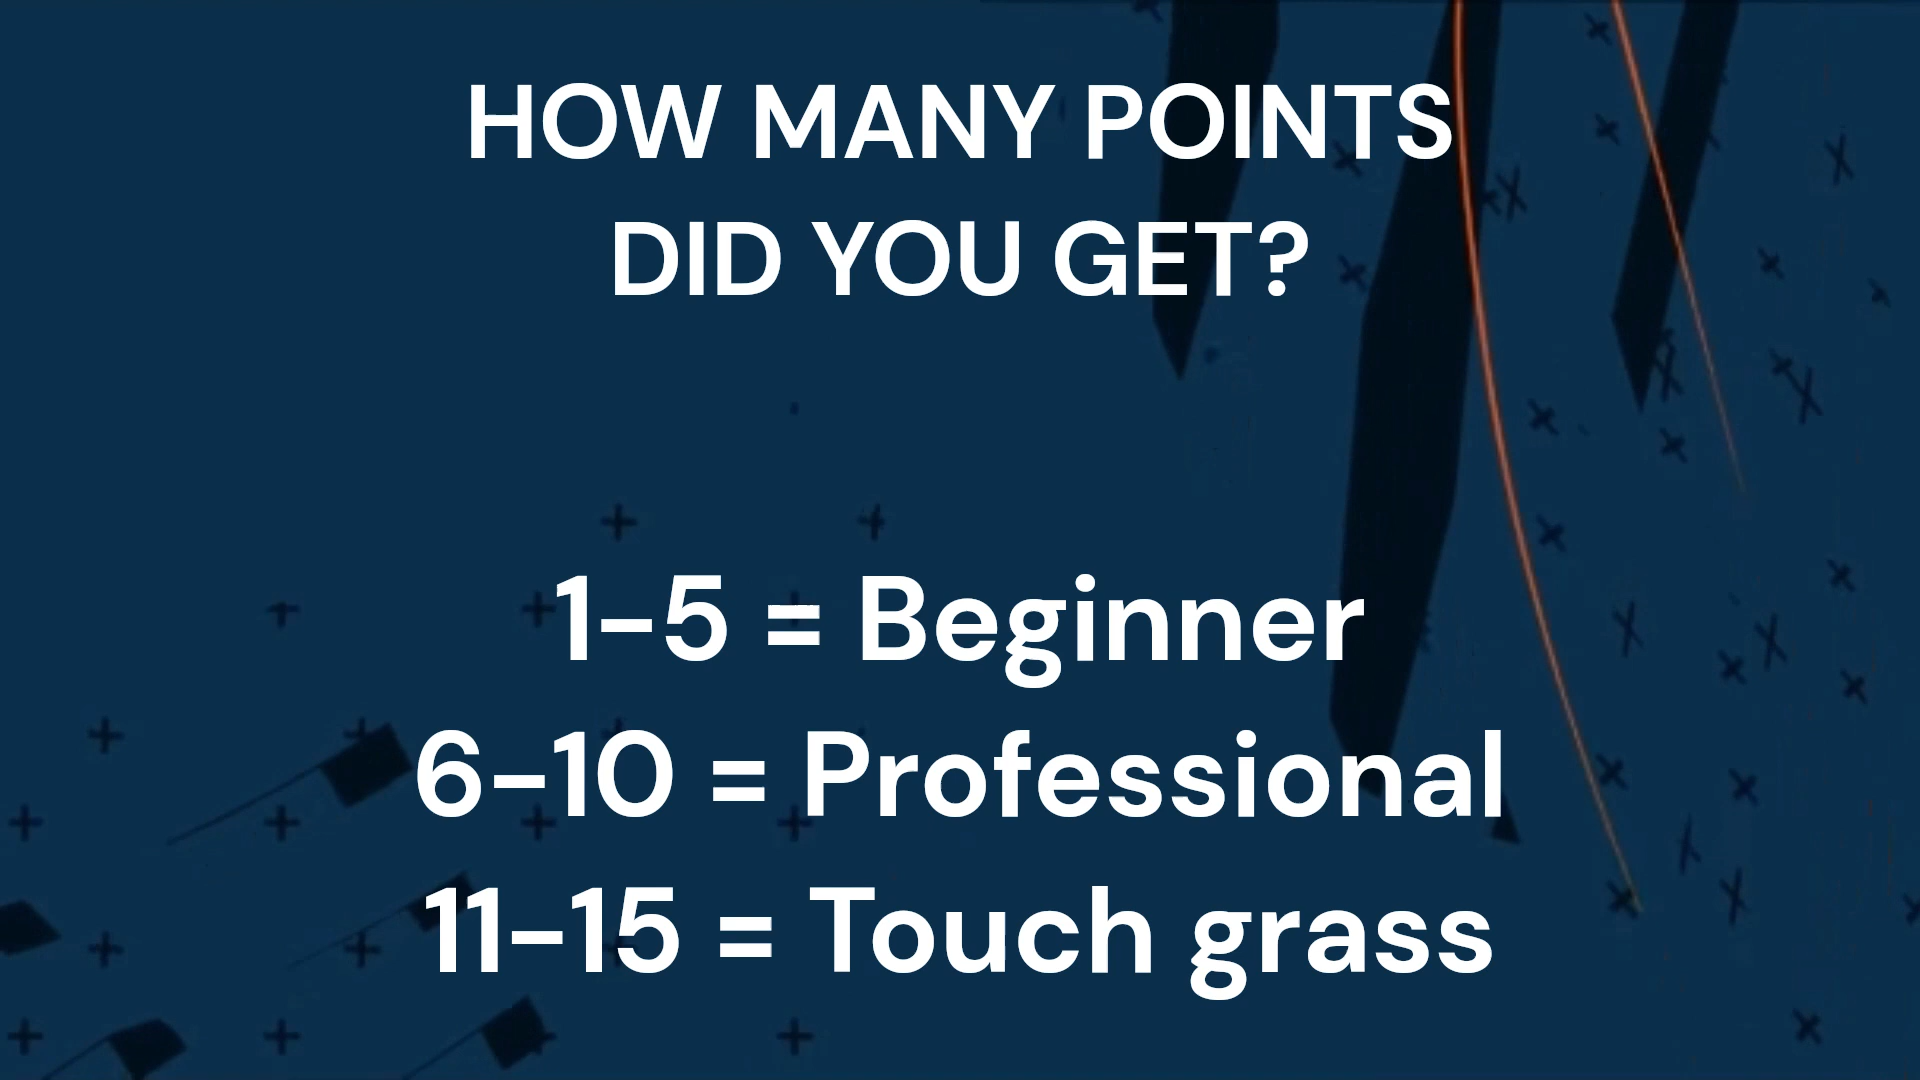 HOW MANY POINTS
DID YOU GET?
1-5 = Beginner
6-10 = Professional
11-15 = Touch grass